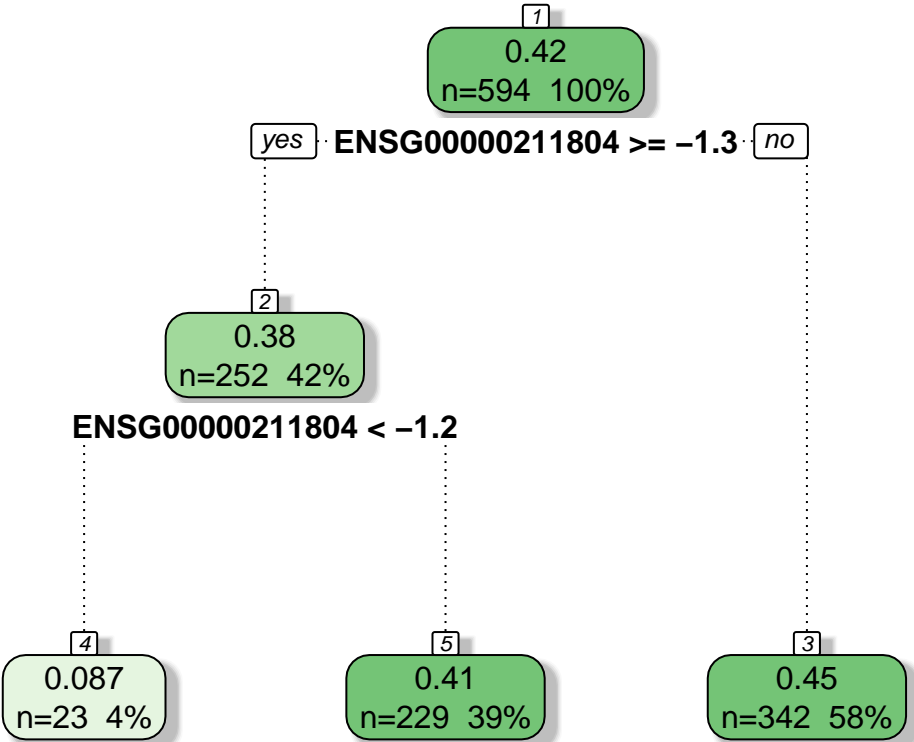 1
0.42
n=594 100%
yes ENSG00000211804 >= −1.3 no
2
0.38
n=252 42%
ENSG00000211804 < −1.2
4
0.087
n=23 4%
5
0.41
n=229 39%
3
0.45
n=342 58%